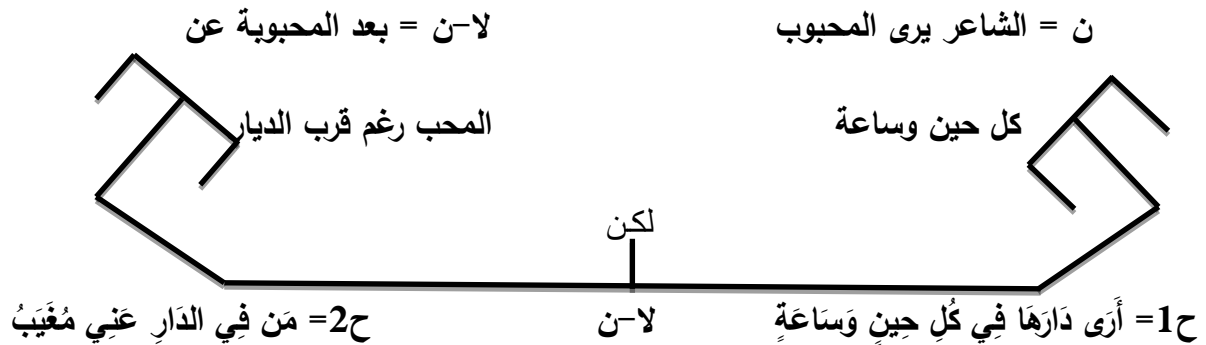 ن = الشاعر يرى المحبوب
كل حين وساعة
لا-ن = بعد المحبوبة عن
المحب رغم قرب الديار
لكن
ح1= أَرَى دَارَهَا فِي كُلِ حِينٍ وَسَاعَةٍ
لا-ن
ح2= مَن فِي الدَارِ عَنِي مُغَيَبُ